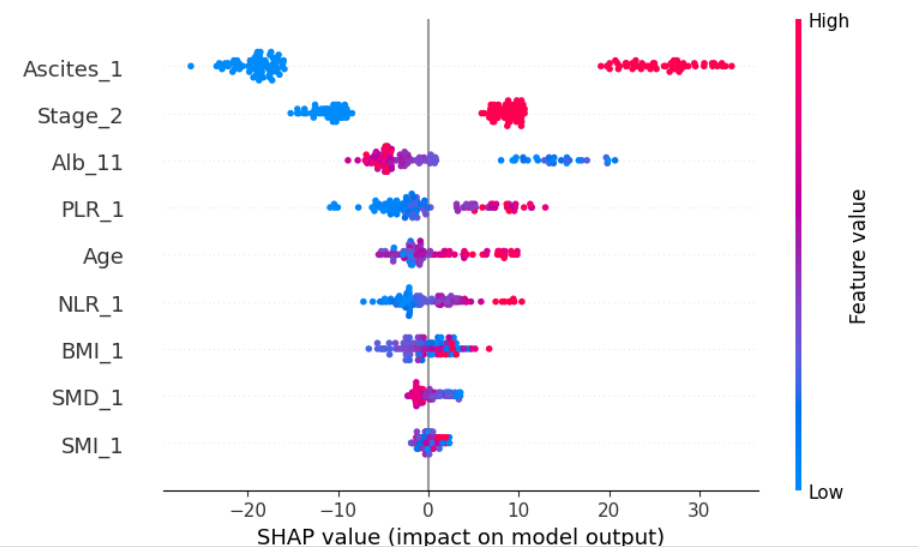 High
Ascites_1
Stage_2
Alb_11
PLR_1
Age
NLR_1
BMI_1
SMD_1
SMI_1
Feature value
Low
−20
−10
0
10
20
30
SHAP value (impact on model output)